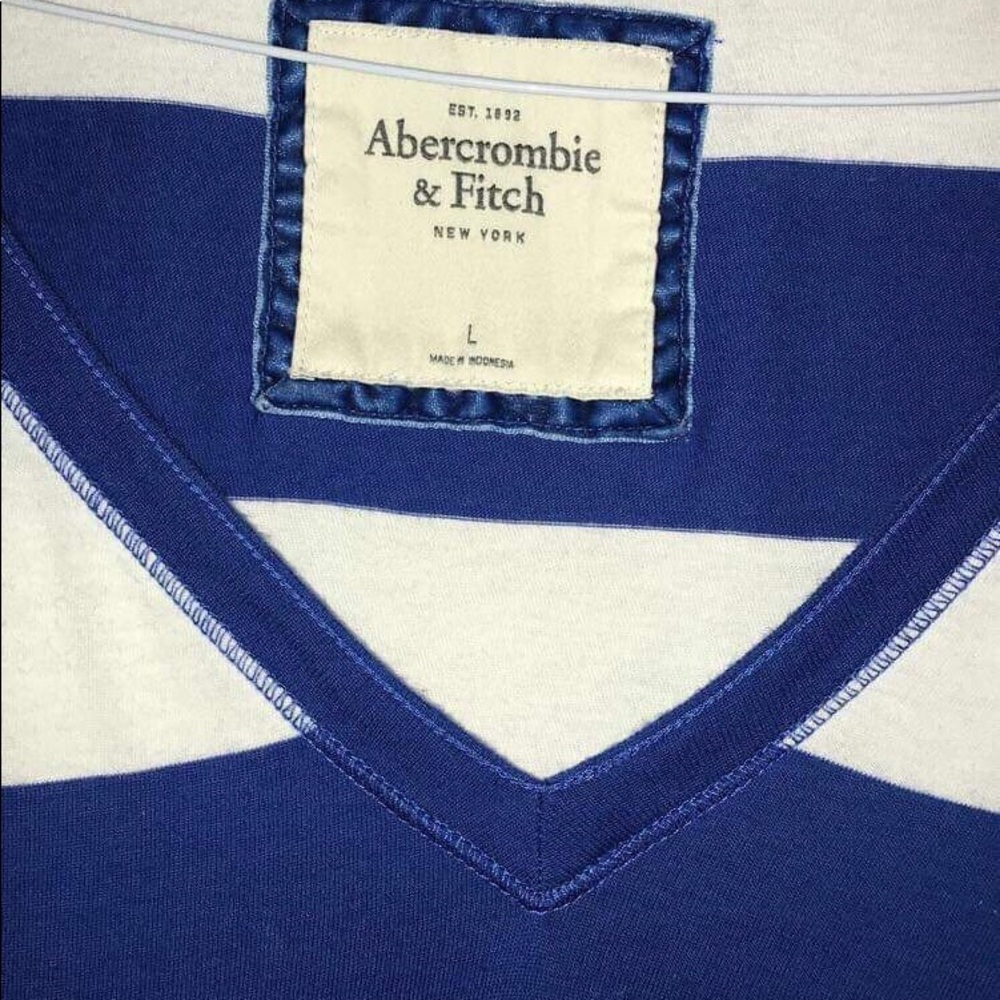 EST. 1892
Abercrombie
& Fitch
NEW YORK
L
MADE IN INDONESIA